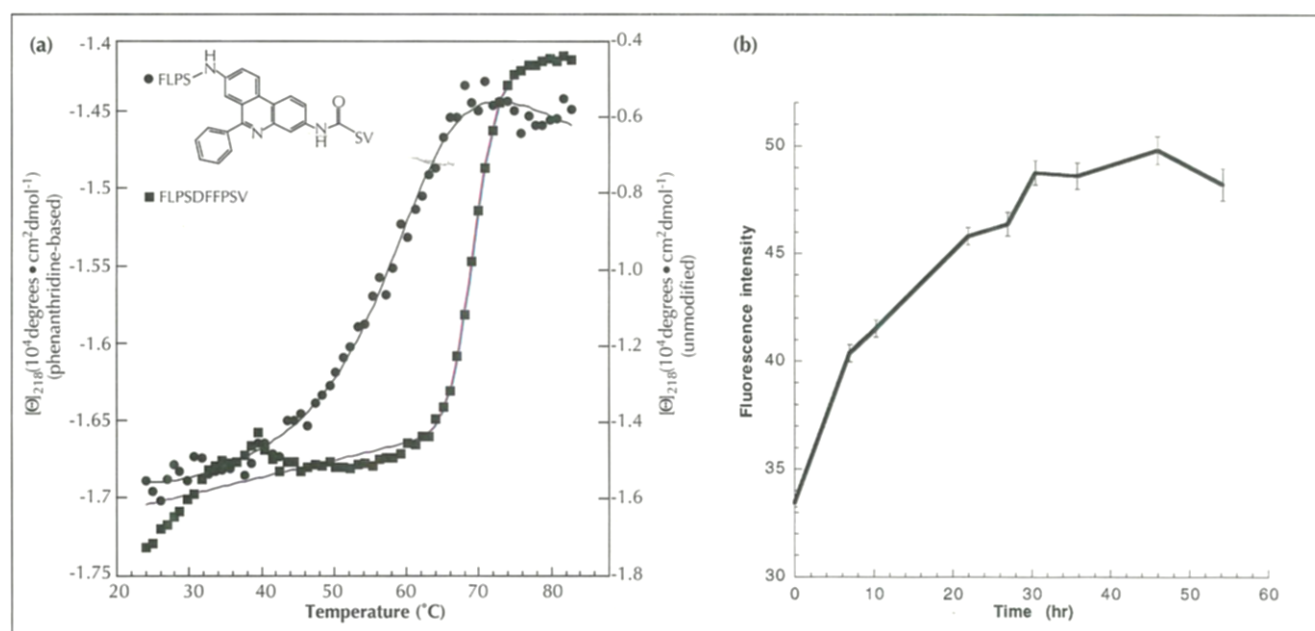 (a)
-1.4
-1.45
-1.5
-1.55
-1.6
-1.65
-1.7
-1.75
[Θ]218(10⁴degrees • cm²dmol⁻¹)
(phenanthridine-based)
H
N
FLPS
N
N
H
O
SV
FLPSDFFPSV
20 30 40 50 60 70 80
Temperature (˚C)
-0.4
-0.6
-0.8
-1.0
-1.2
-1.4
-1.6
-1.8
[Θ]218(10⁴degrees • cm²dmol⁻¹)
(unmodified)
(b)
50
45
40
35
30
Fluorescence intensity
0 10 20 30 40 50 60
Time (hr)